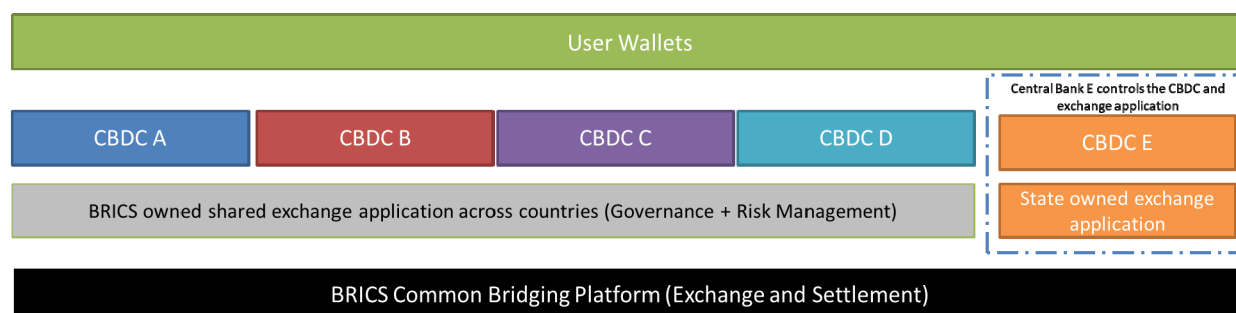 User Wallets
Central Bank E controls the CBDC and
exchange application
CBDC A
CBDC B
CBDC C
CBDC D
CBDC E
BRICS owned shared exchange application across countries (Governance + Risk Management)
State owned exchange
application
BRICS Common Bridging Platform (Exchange and Settlement)